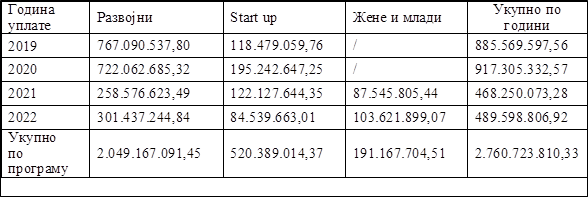 Година уплате Развојни Start up Жене и млади Укупно по години
2019 767.090.537,80 118.479.059,76 / 885.569.597,56
2020 722.062.685,32 195.242.647,25 / 917.305.332,57
2021 258.576.623,49 122.127.644,35 87.545.805,44 468.250.073,28
2022 301.437.244,84 84.539.663,01 103.621.899,07 489.598.806,92
Укупно по програму 2.049.167.091,45 520.389.014,37 191.167.704,51 2.760.723.810,33